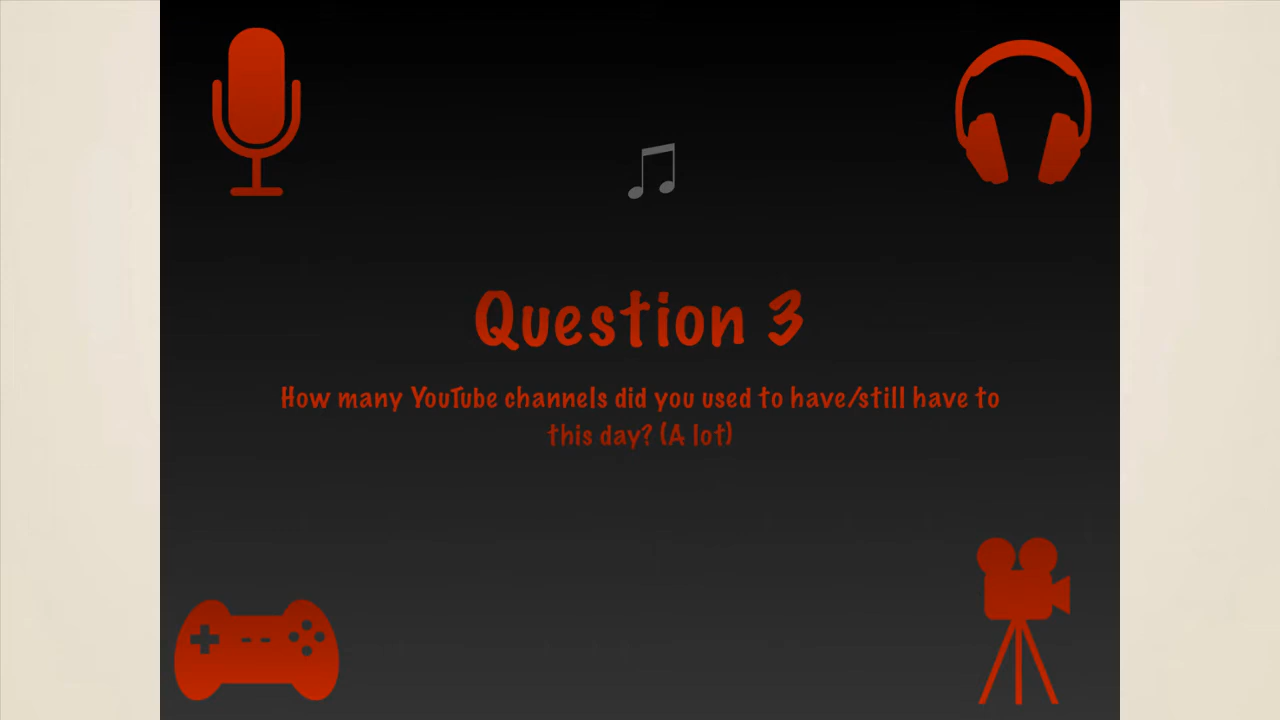 Question 3
How many YouTube channels did you used to have/still have to
this day? (A lot)